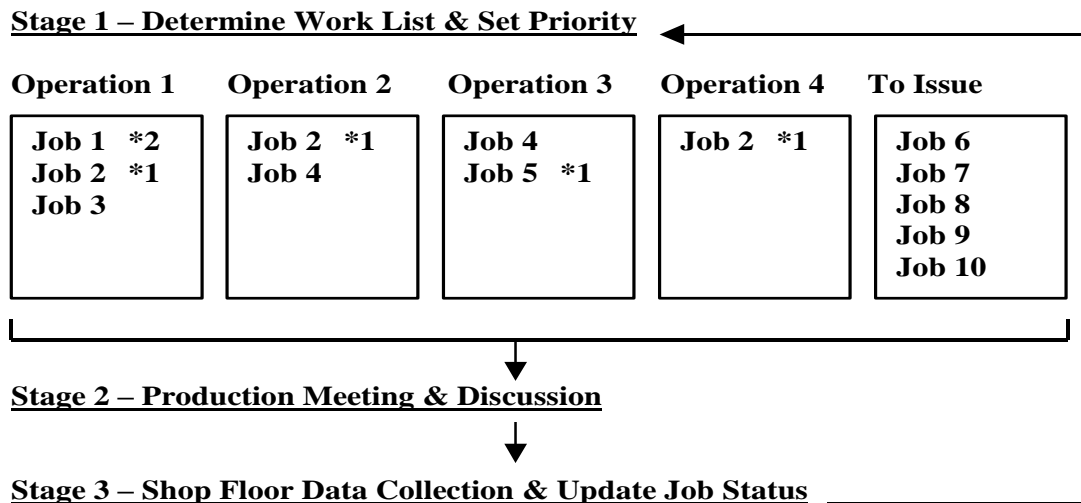 Stage 1 – Determine Work List & Set Priority
Operation 1 Operation 2 Operation 3 Operation 4 To Issue
Job 1 *2
Job 2 *1
Job 3
Job 2 *1
Job 4
Job 4
Job 5 *1
Job 2 *1
Job 6
Job 7
Job 8
Job 9
Job 10
Stage 2 – Production Meeting & Discussion
Stage 3 – Shop Floor Data Collection & Update Job Status